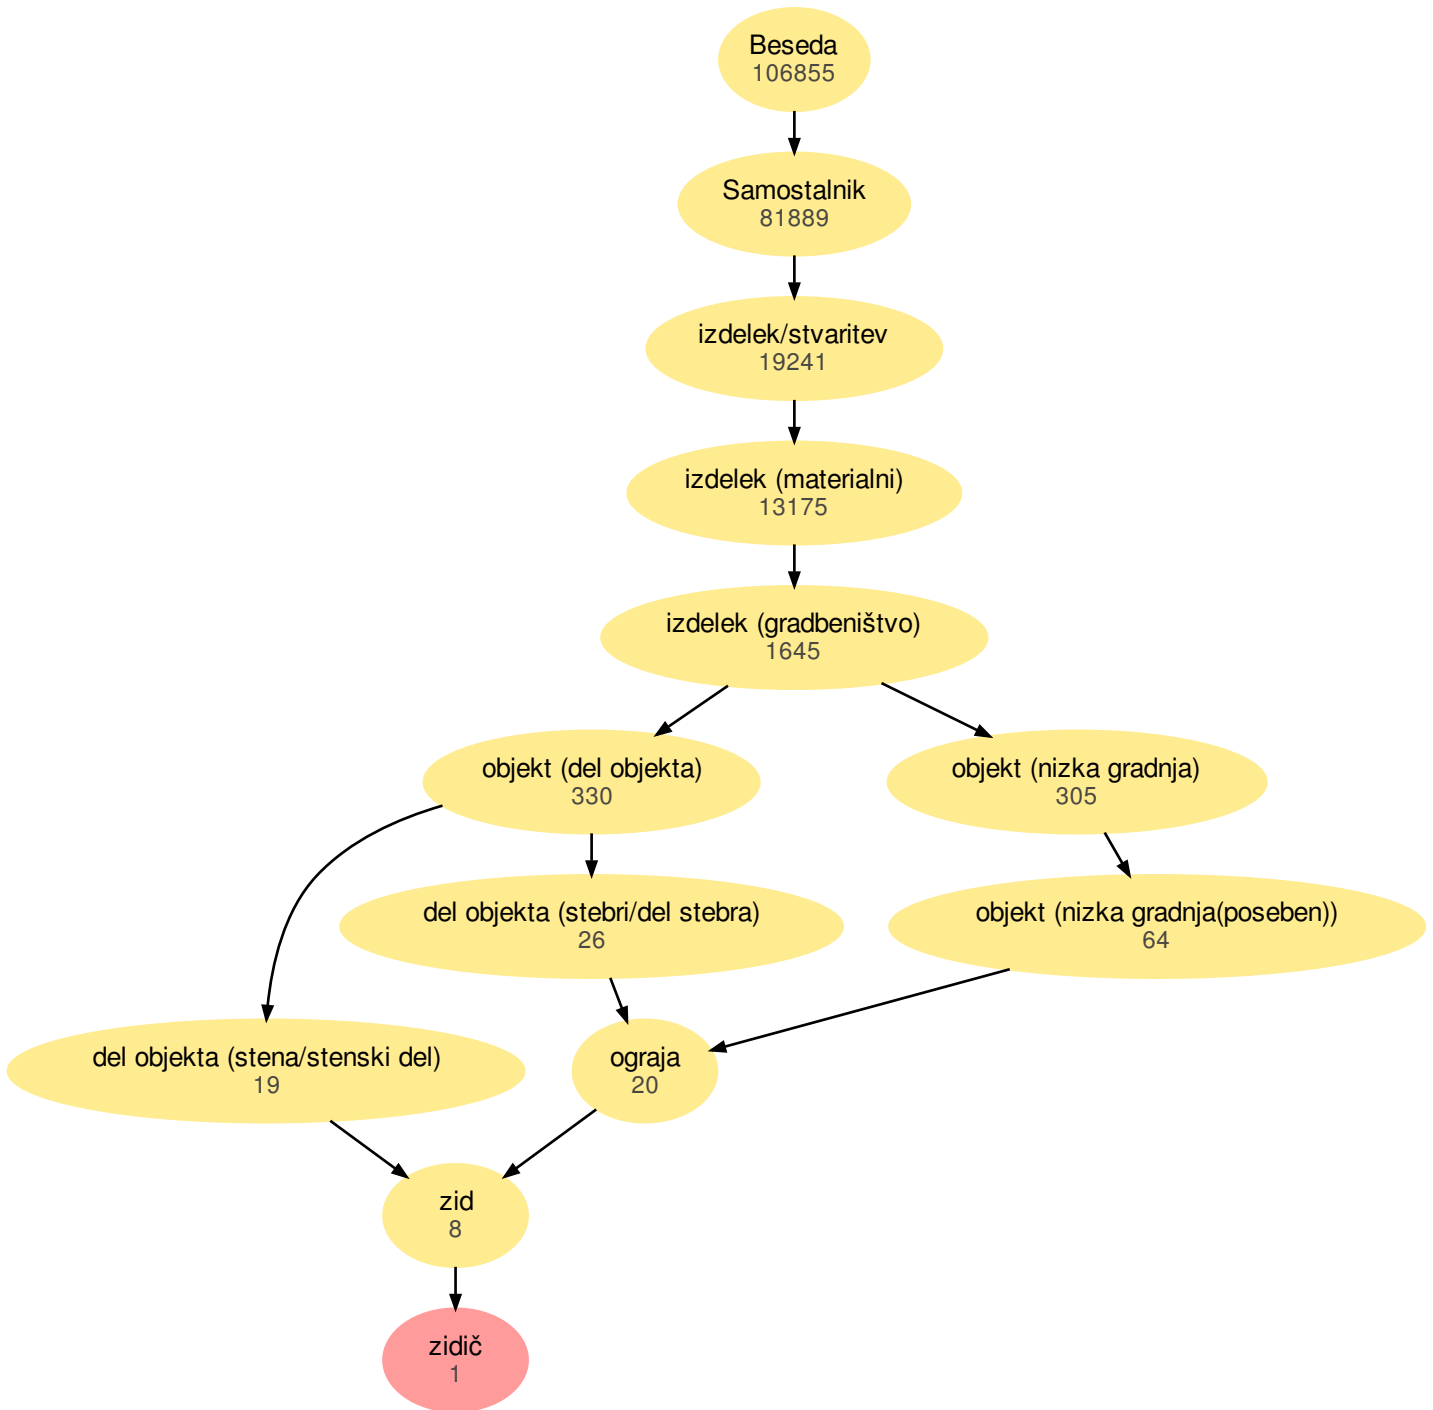 Beseda
106855
Samostalnik
81889
izdelek/stvaritev
19241
izdelek (materialni)
13175
izdelek (gradbeništvo)
1645
objekt (del objekta)
330
objekt (nizka gradnja)
305
del objekta (stebri/del stebra)
26
objekt (nizka gradnja(poseben))
64
del objekta (stena/stenski del)
19
ograja
20
zid
8
zidič
1